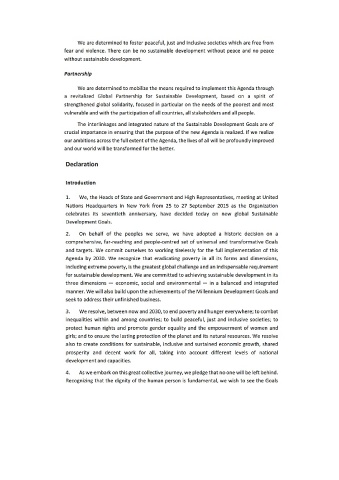 We are determined to foster peaceful, just and inclusive societies which are free from
fear and violence. There can be no sustainable development without peace and no peace
without sustainable development.
Partnership
We are determined to mobilize the means required to implement this Agenda through
a revitalized Global Partnership for Sustainable Development, based on a spirit of
strengthened global solidarity, focused in particular on the needs of the poorest and most
vulnerable and with the participation of all countries, all stakeholders and all people.
The interlinkages and integrated nature of the Sustainable Development Goals are of
crucial importance in ensuring that the purpose of the new Agenda is realized. If we realize
our ambitions across the full extent of the Agenda, the lives of all will be profoundly improved
and our world will be transformed for the better.
Declaration
Introduction
1. We, the Heads of State and Government and High Representatives, meeting at United
Nations Headquarters in New York from 25 to 27 September 2015 as the Organization
celebrates its seventieth anniversary, have decided today on new global Sustainable
Development Goals.
2. On behalf of the peoples we serve, we have adopted a historic decision on a
comprehensive, far-reaching and people-centred set of universal and transformative Goals
and targets. We commit ourselves to working tirelessly for the full implementation of this
Agenda by 2030. We recognize that eradicating poverty in all its forms and dimensions,
including extreme poverty, is the greatest global challenge and an indispensable requirement
for sustainable development. We are committed to achieving sustainable development in its
three dimensions — economic, social and environmental — in a balanced and integrated
manner. We will also build upon the achievements of the Millennium Development Goals and
seek to address their unfinished business.
3. We resolve, between now and 2030, to end poverty and hunger everywhere; to combat
inequalities within and among countries; to build peaceful, just and inclusive societies; to
protect human rights and promote gender equality and the empowerment of women and
girls; and to ensure the lasting protection of the planet and its natural resources. We resolve
also to create conditions for sustainable, inclusive and sustained economic growth, shared
prosperity and decent work for all, taking into account different levels of national
development and capacities.
4. As we embark on this great collective journey, we pledge that no one will be left behind.
Recognizing that the dignity of the human person is fundamental, we wish to see the Goals